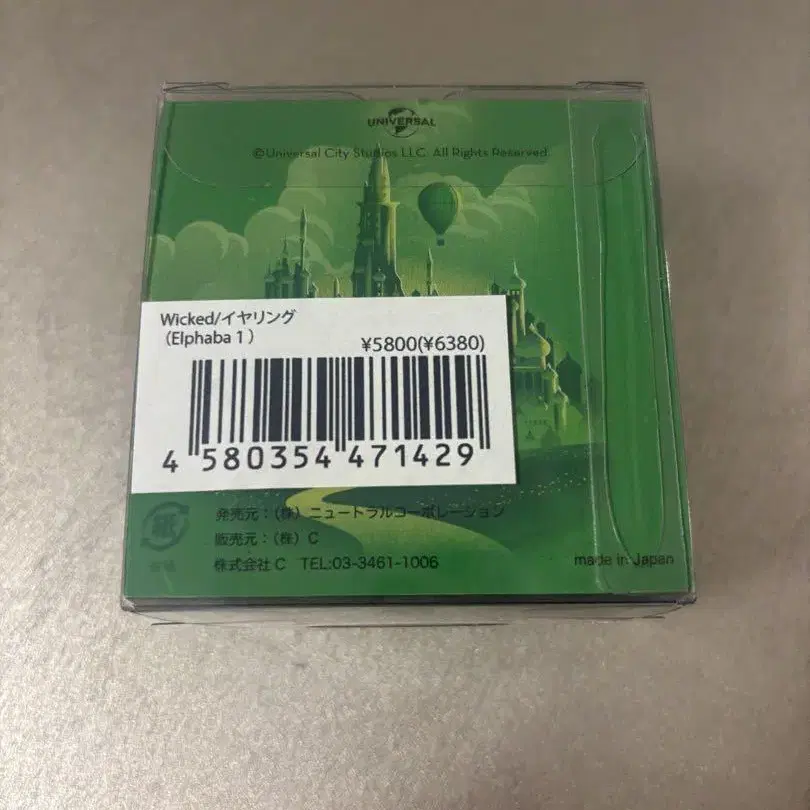 UNIVERSAL
©Universal City Studios LLC. All Rights Reserved.
Wicked/イヤリング
(Elphaba 1)
¥5800(¥6380)
4 580354 471429
紙
発売元:(株)ニュートラルコーポレーション
販売元:(株)C
株式会社C TEL:03-3461-1006
made in Japan